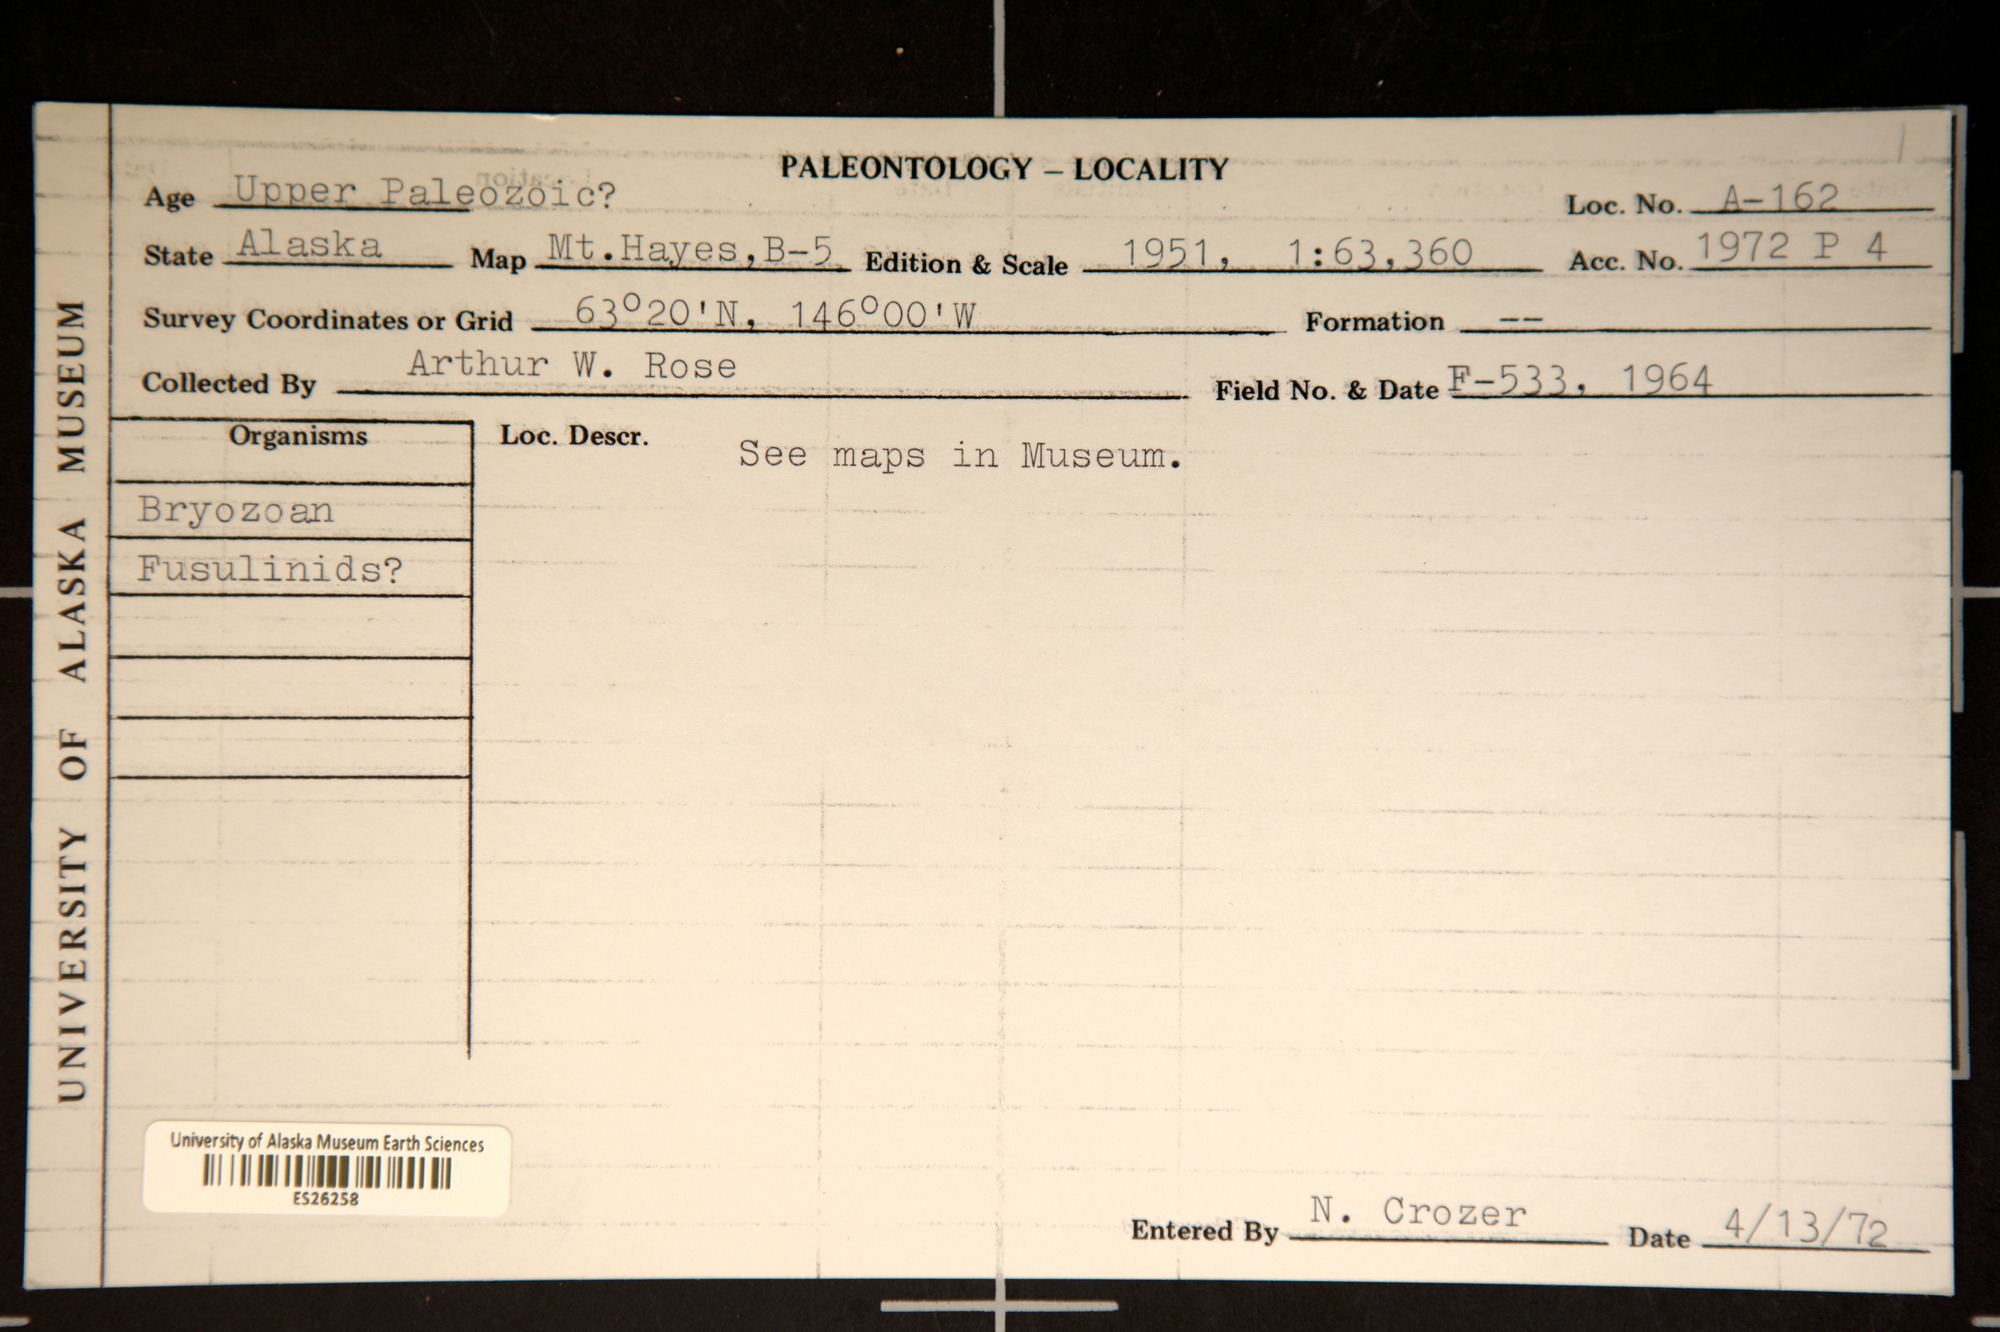 PALEONTOLOGY – LOCALITY
Age Upper Paleozoic? Loc. No. A-162
State Alaska Map Mt.Hayes,B-5 Edition & Scale 1951, 1:63,360 Acc. No. 1972 P 4
Survey Coordinates or Grid 63°20'N, 146°00'W Formation --
Collected By Arthur W. Rose Field No. & Date F-533, 1964
Organisms Loc. Descr. See maps in Museum.
Bryozoan
Fusulinids?
UNIVERSITY OF ALASKA MUSEUM
University of Alaska Museum Earth Sciences
ES26258
Entered By N. Crozer Date 4/13/72